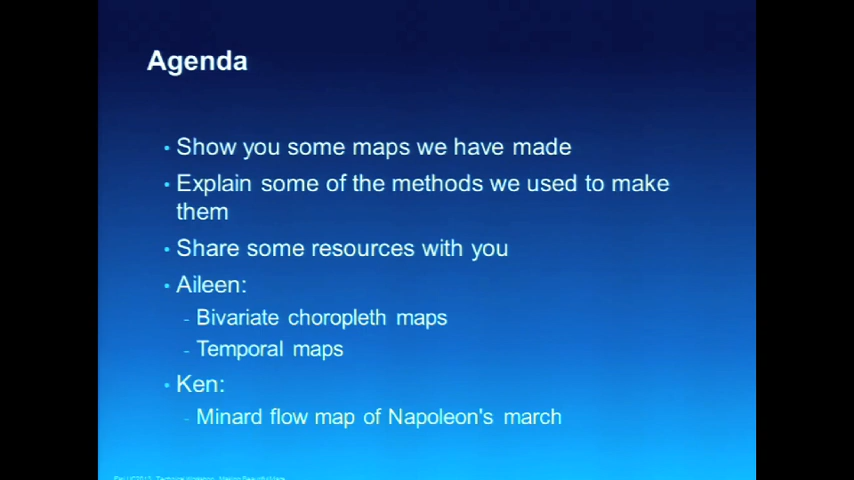 Agenda
• Show you some maps we have made
• Explain some of the methods we used to make
them
• Share some resources with you
• Aileen:
- Bivariate choropleth maps
- Temporal maps
• Ken:
- Minard flow map of Napoleon's march